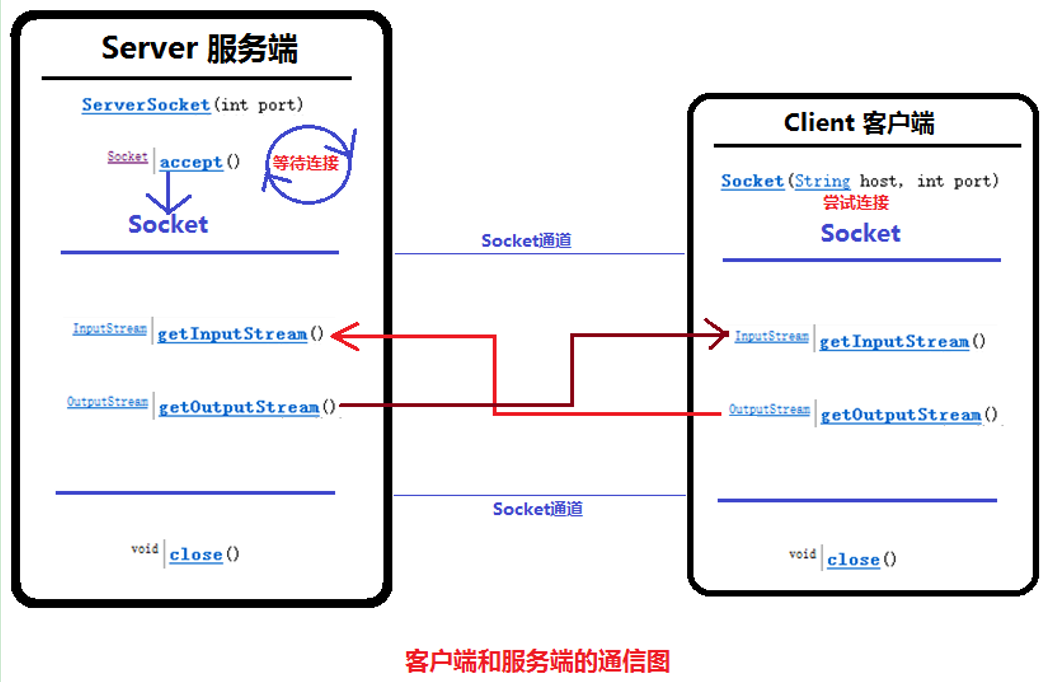 Server 服务端
ServerSocket(int port)
Socket accept()
等待连接
Socket
InputStream getInputStream()
OutputStream getOutputStream()
void close()
Socket通道
Socket通道
Client 客户端
Socket(String host, int port)
尝试连接
Socket
InputStream getInputStream()
OutputStream getOutputStream()
void close()
客户端和服务端的通信图